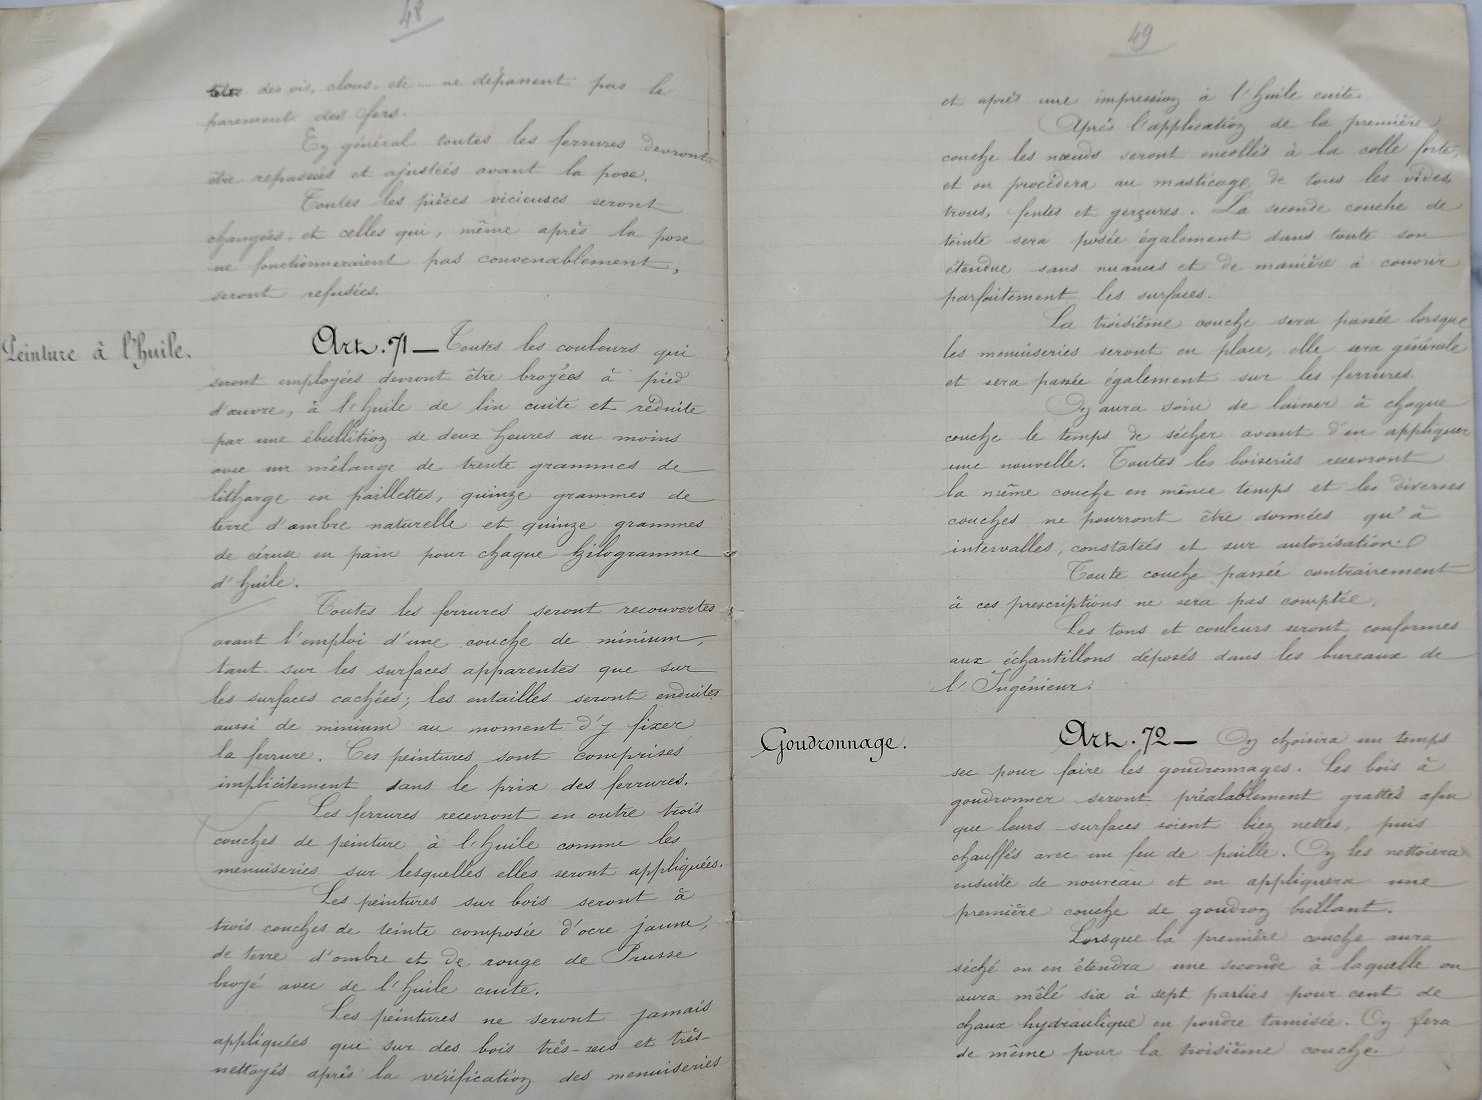 48
têtes des vis, clous, etc... ne dépassent pas le
parement des fers.
En général toutes les ferrures devront
être repassées et ajustées avant la pose.
Toutes les pièces vicieuses seront
changées, et celles qui, même après la pose
ne fonctionneraient pas convenablement,
seront refusées.
Peinture à l'huile.
Art. 71 — Toutes les couleurs qui
seront employées devront être broyées à pied
d'œuvre, à l'huile de lin cuite et réduite
par une ébullition de deux heures au moins
avec un mélange de trente grammes de
litharge en paillettes, quinze grammes de
terre d'ombre naturelle et quinze grammes
de céruse en pain pour chaque kilogramme
d'huile.
Toutes les ferrures seront recouvertes
avant l'emploi d'une couche de minium,
tant sur les surfaces apparentes que sur
les surfaces cachées; les entailles seront enduites
aussi de minium au moment d'y fixer
la ferrure. Ces peintures sont comprises
implicitement dans le prix des ferrures.
Les ferrures recevront en outre trois
couches de peinture à l'huile comme les
menuiseries sur lesquelles elles seront appliquées.
Les peintures sur bois seront à
trois couches de teinte composée d'ocre jaune,
de terre d'ombre et de rouge de Prusse
broyé avec de l'huile cuite.
Les peintures ne seront jamais
appliquées que sur des bois très-secs et très-
nettoyés après la vérification des menuiseries
49
et après une impression à l'huile cuite.
Après l'application de la première
couche les nœuds seront encollés à la colle forte,
et on procédera au masticage de tous les vides,
trous, fentes et gerçures. La seconde couche de
teinte sera posée également dans toute son
étendue sans nuances et de manière à couvrir
parfaitement les surfaces.
La troisième couche sera passée lorsque
les menuiseries seront en place, elle sera générale
et sera passée également sur les ferrures.
On aura soin de laisser à chaque
couche le temps de sécher avant d'en appliquer
une nouvelle. Toutes les boiseries recevront
la même couche en même temps et les diverses
couches ne pourront être données qu'à
intervalles, constatées et sur autorisation.
Toute couche passée contrairement
à ces prescriptions ne sera pas comptée.
Les tons et couleurs seront conformes
aux échantillons déposés dans les bureaux de
l'Ingénieur.
Goudronnage.
Art. 72 — On choisira un temps
sec pour faire les goudronnages. Les bois à
goudronner seront préalablement grattés afin
que leurs surfaces soient bien nettes, puis
chauffés avec un feu de paille. On les nettoiera
ensuite de nouveau et on appliquera une
première couche de goudron brillant.
Lorsque la première couche aura
séché on en étendra une seconde à laquelle on
aura mêlé six à sept parties pour cent de
chaux hydraulique en poudre tamisée. On fera
de même pour la troisième couche.